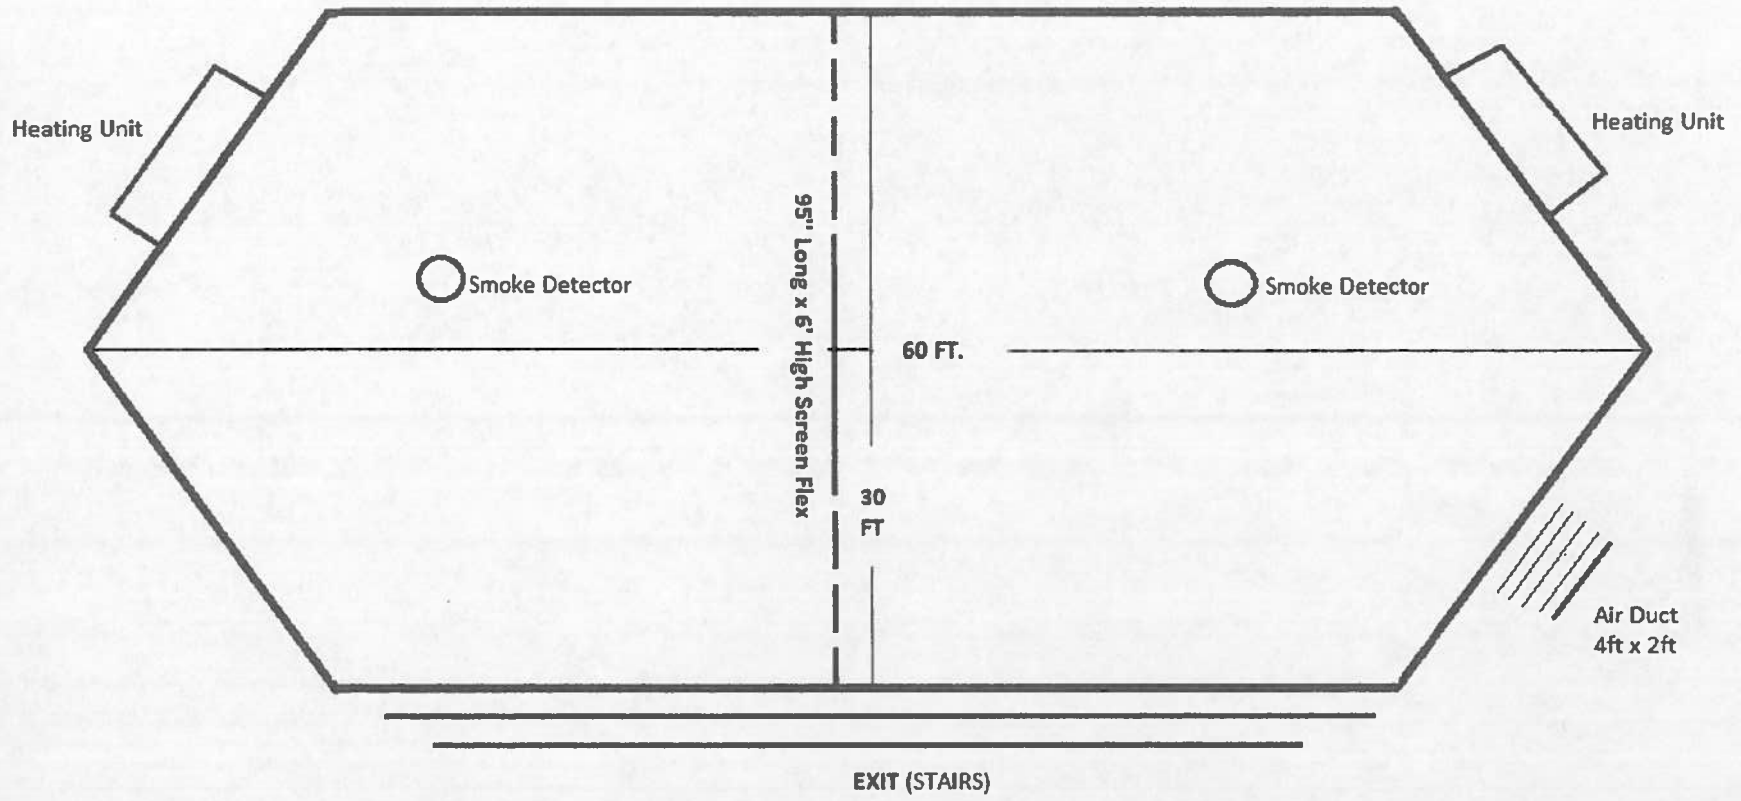 Heating Unit
Heating Unit
Smoke Detector
Smoke Detector
95" Long x 6' High Screen Flex
60 FT.
30
FT
Air Duct
4ft x 2ft
EXIT (STAIRS)